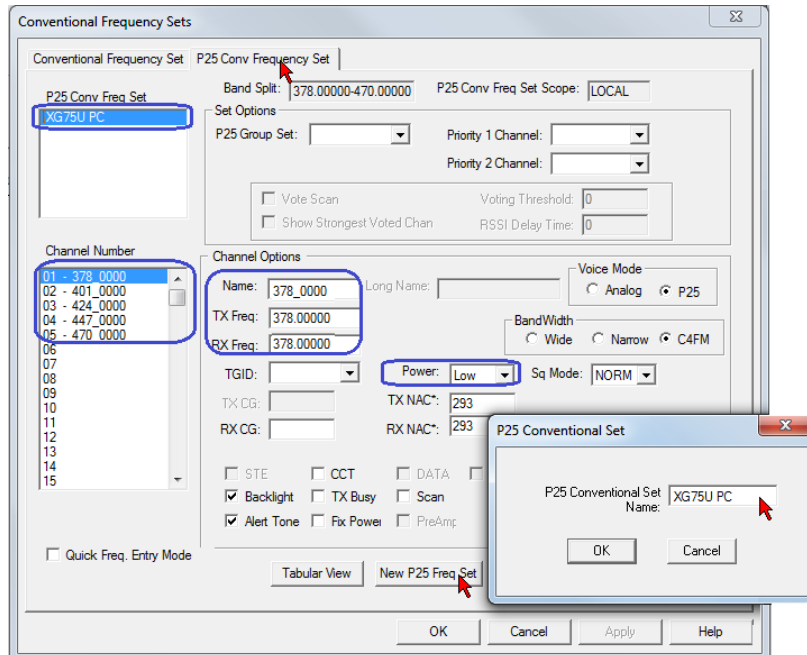 Conventional Frequency Sets
Conventional Frequency Set
P25 Conv Frequency Set
P25 Conv Freq Set
XG75U PC
Band Split: 378.00000-470.00000
P25 Conv Freq Set Scope: LOCAL
Set Options
P25 Group Set:
Priority 1 Channel:
Priority 2 Channel:
Vote Scan
Voting Threshold: 0
Show Strongest Voted Chan
RSSI Delay Time: 0
Channel Number
01 - 378_0000
02 - 401_0000
03 - 424_0000
04 - 447_0000
05 - 470_0000
06
07
08
09
10
11
12
13
14
15
Quick Freq. Entry Mode
Channel Options
Name: 378_0000
Long Name:
Voice Mode
Analog
P25
TX Freq: 378.00000
RX Freq: 378.00000
BandWidth
Wide
Narrow
C4FM
TGID:
Power: Low
Sq Mode: NORM
TX CG:
TX NAC*: 293
RX CG:
RX NAC*: 293
STE
CCT
DATA
Backlight
TX Busy
Scan
Alert Tone
Fix Power
PreAmp
Tabular View
New P25 Freq Set
P25 Conventional Set
P25 Conventional Set
Name: XG75U PC
OK
Cancel
OK
Cancel
Apply
Help